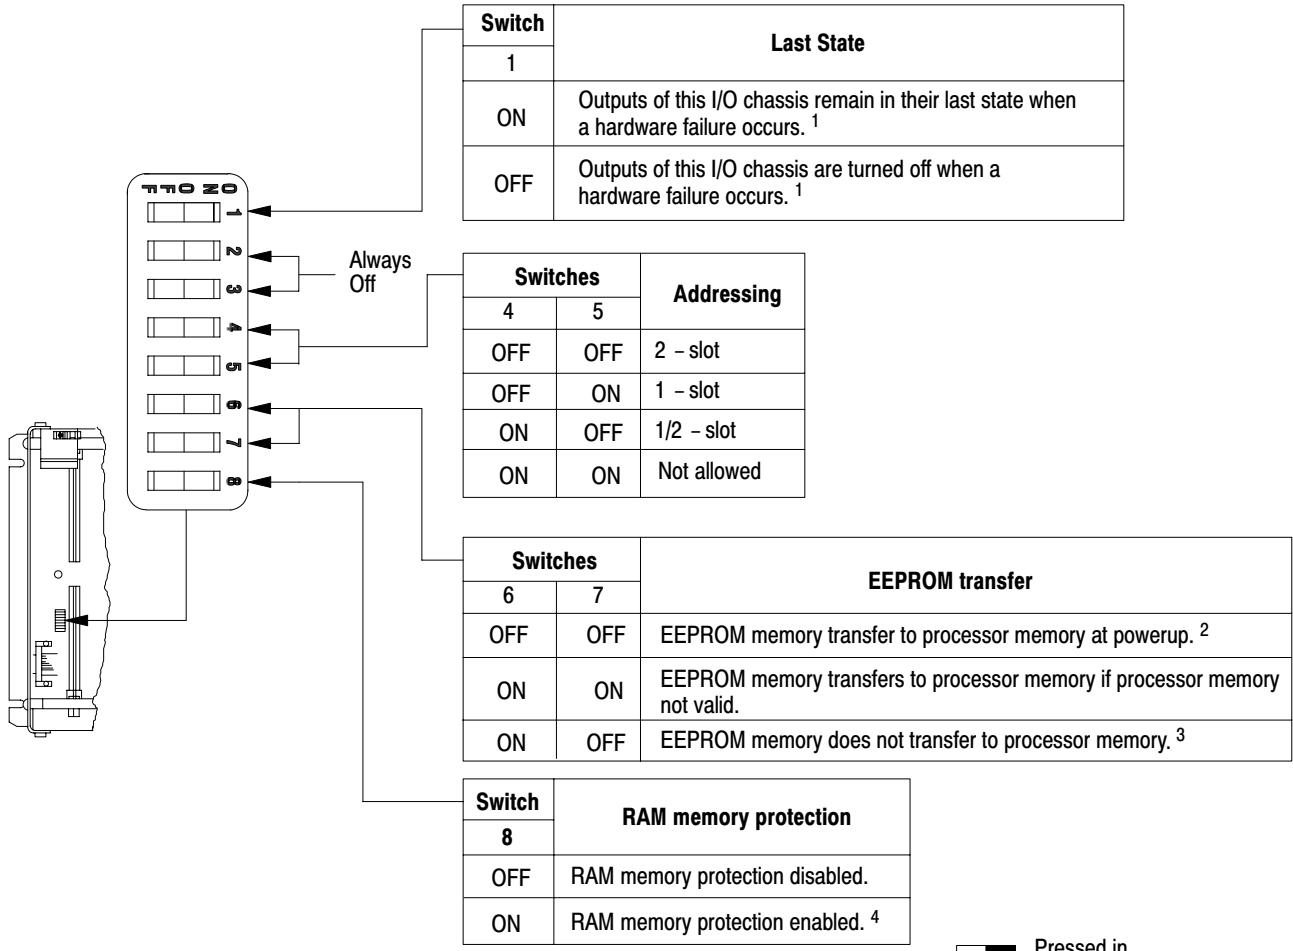 Switch
Last State
1
ON
Outputs of this I/O chassis remain in their last state when
a hardware failure occurs. 1
OFF
Outputs of this I/O chassis are turned off when a
hardware failure occurs. 1
ON OFF
1
2
3
4
5
6
7
8
Always
Off
Switches
Addressing
4 5
OFF OFF 2 – slot
OFF ON 1 – slot
ON OFF 1/2 – slot
ON ON Not allowed
Switches
EEPROM transfer
6 7
OFF OFF EEPROM memory transfer to processor memory at powerup. 2
ON ON EEPROM memory transfers to processor memory if processor memory
not valid.
ON OFF EEPROM memory does not transfer to processor memory. 3
Switch
RAM memory protection
8
OFF RAM memory protection disabled.
ON RAM memory protection enabled. 4
Pressed in